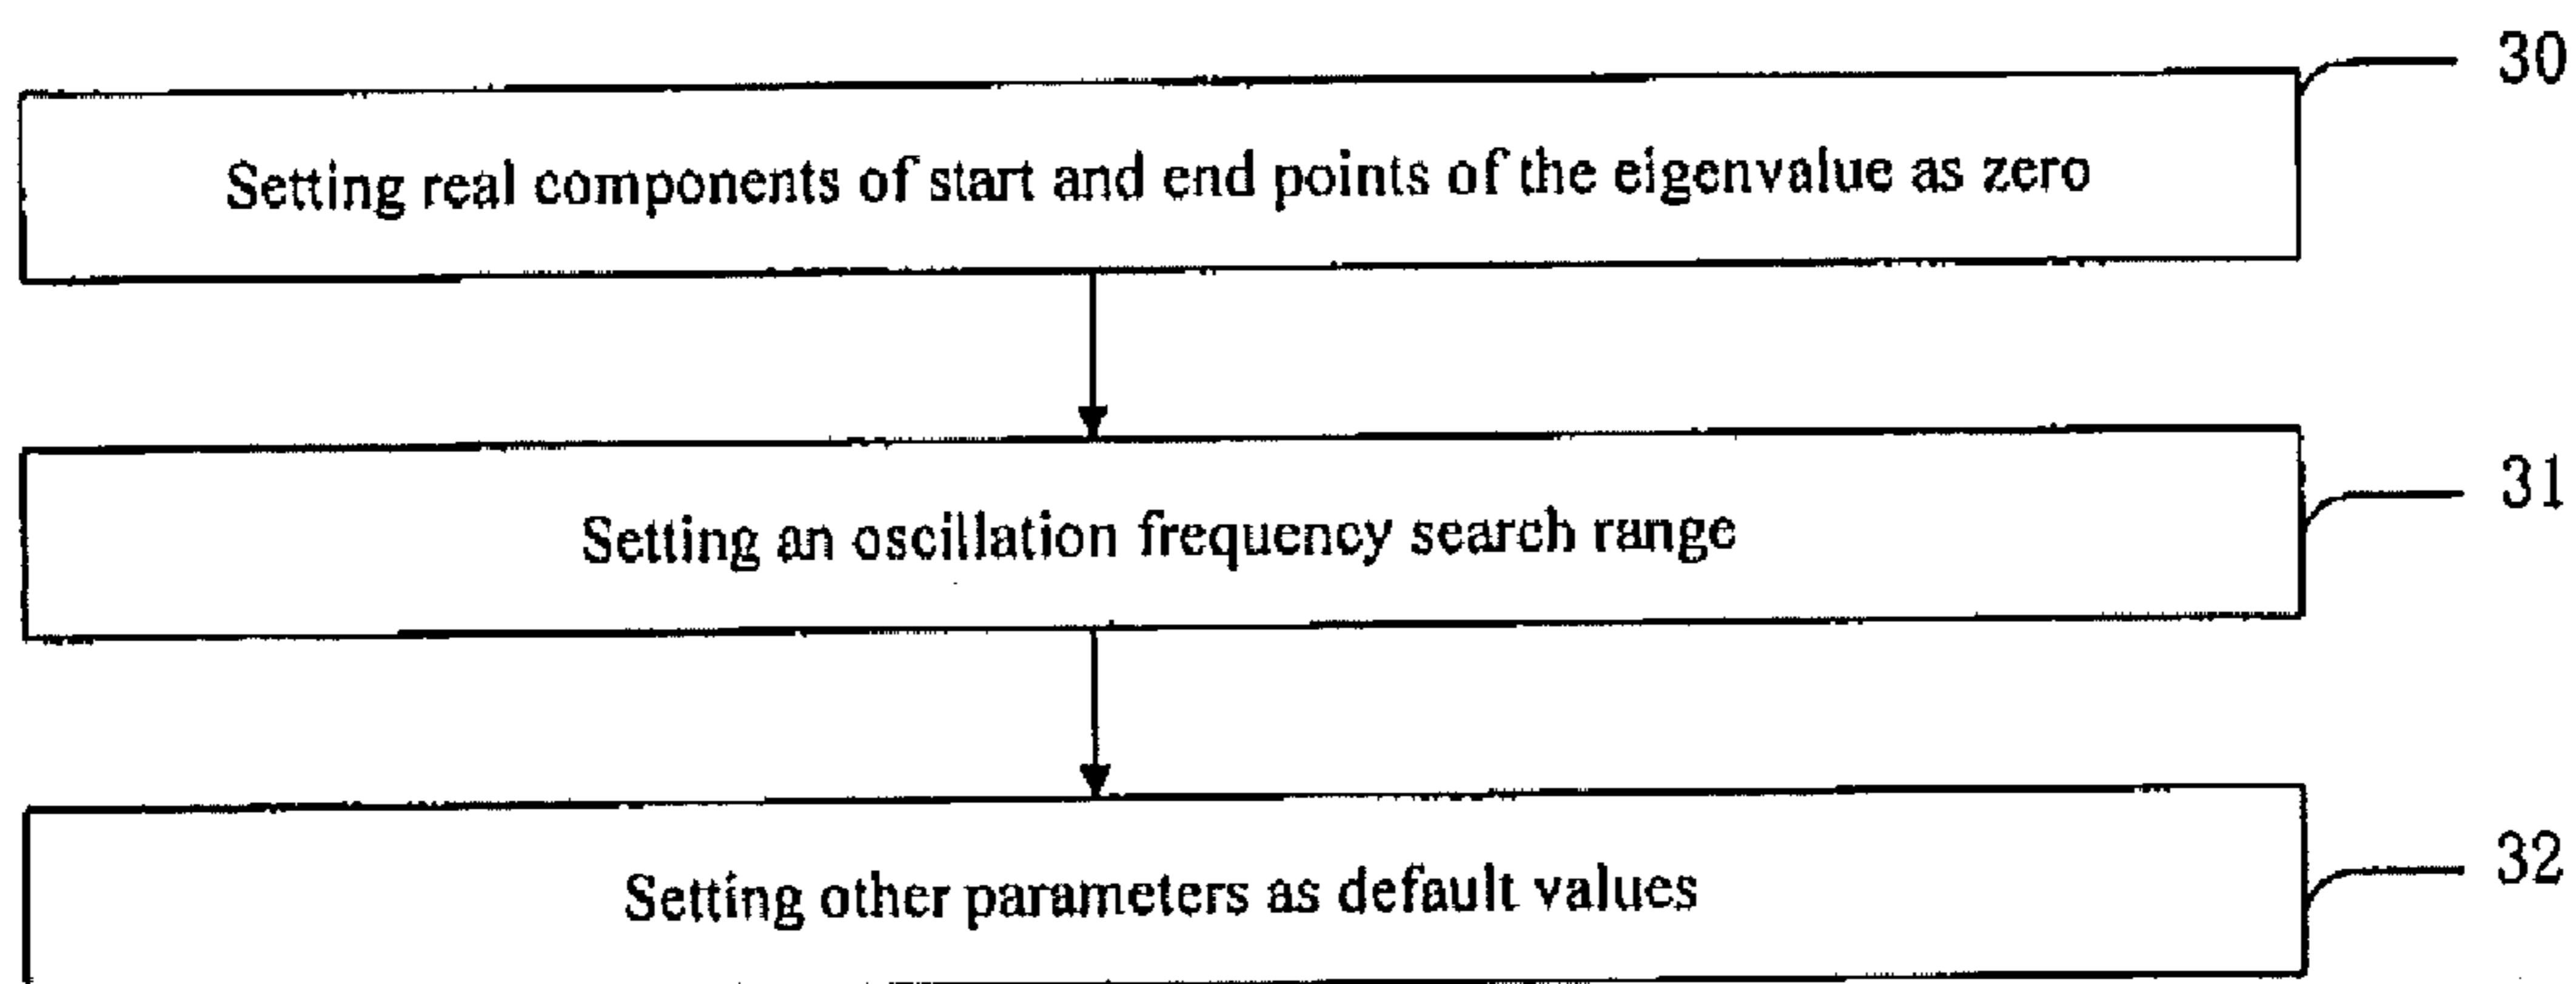 30
Setting real components of start and end points of the eigenvalue as zero
31
Setting an oscillation frequency search range
32
Setting other parameters as default values